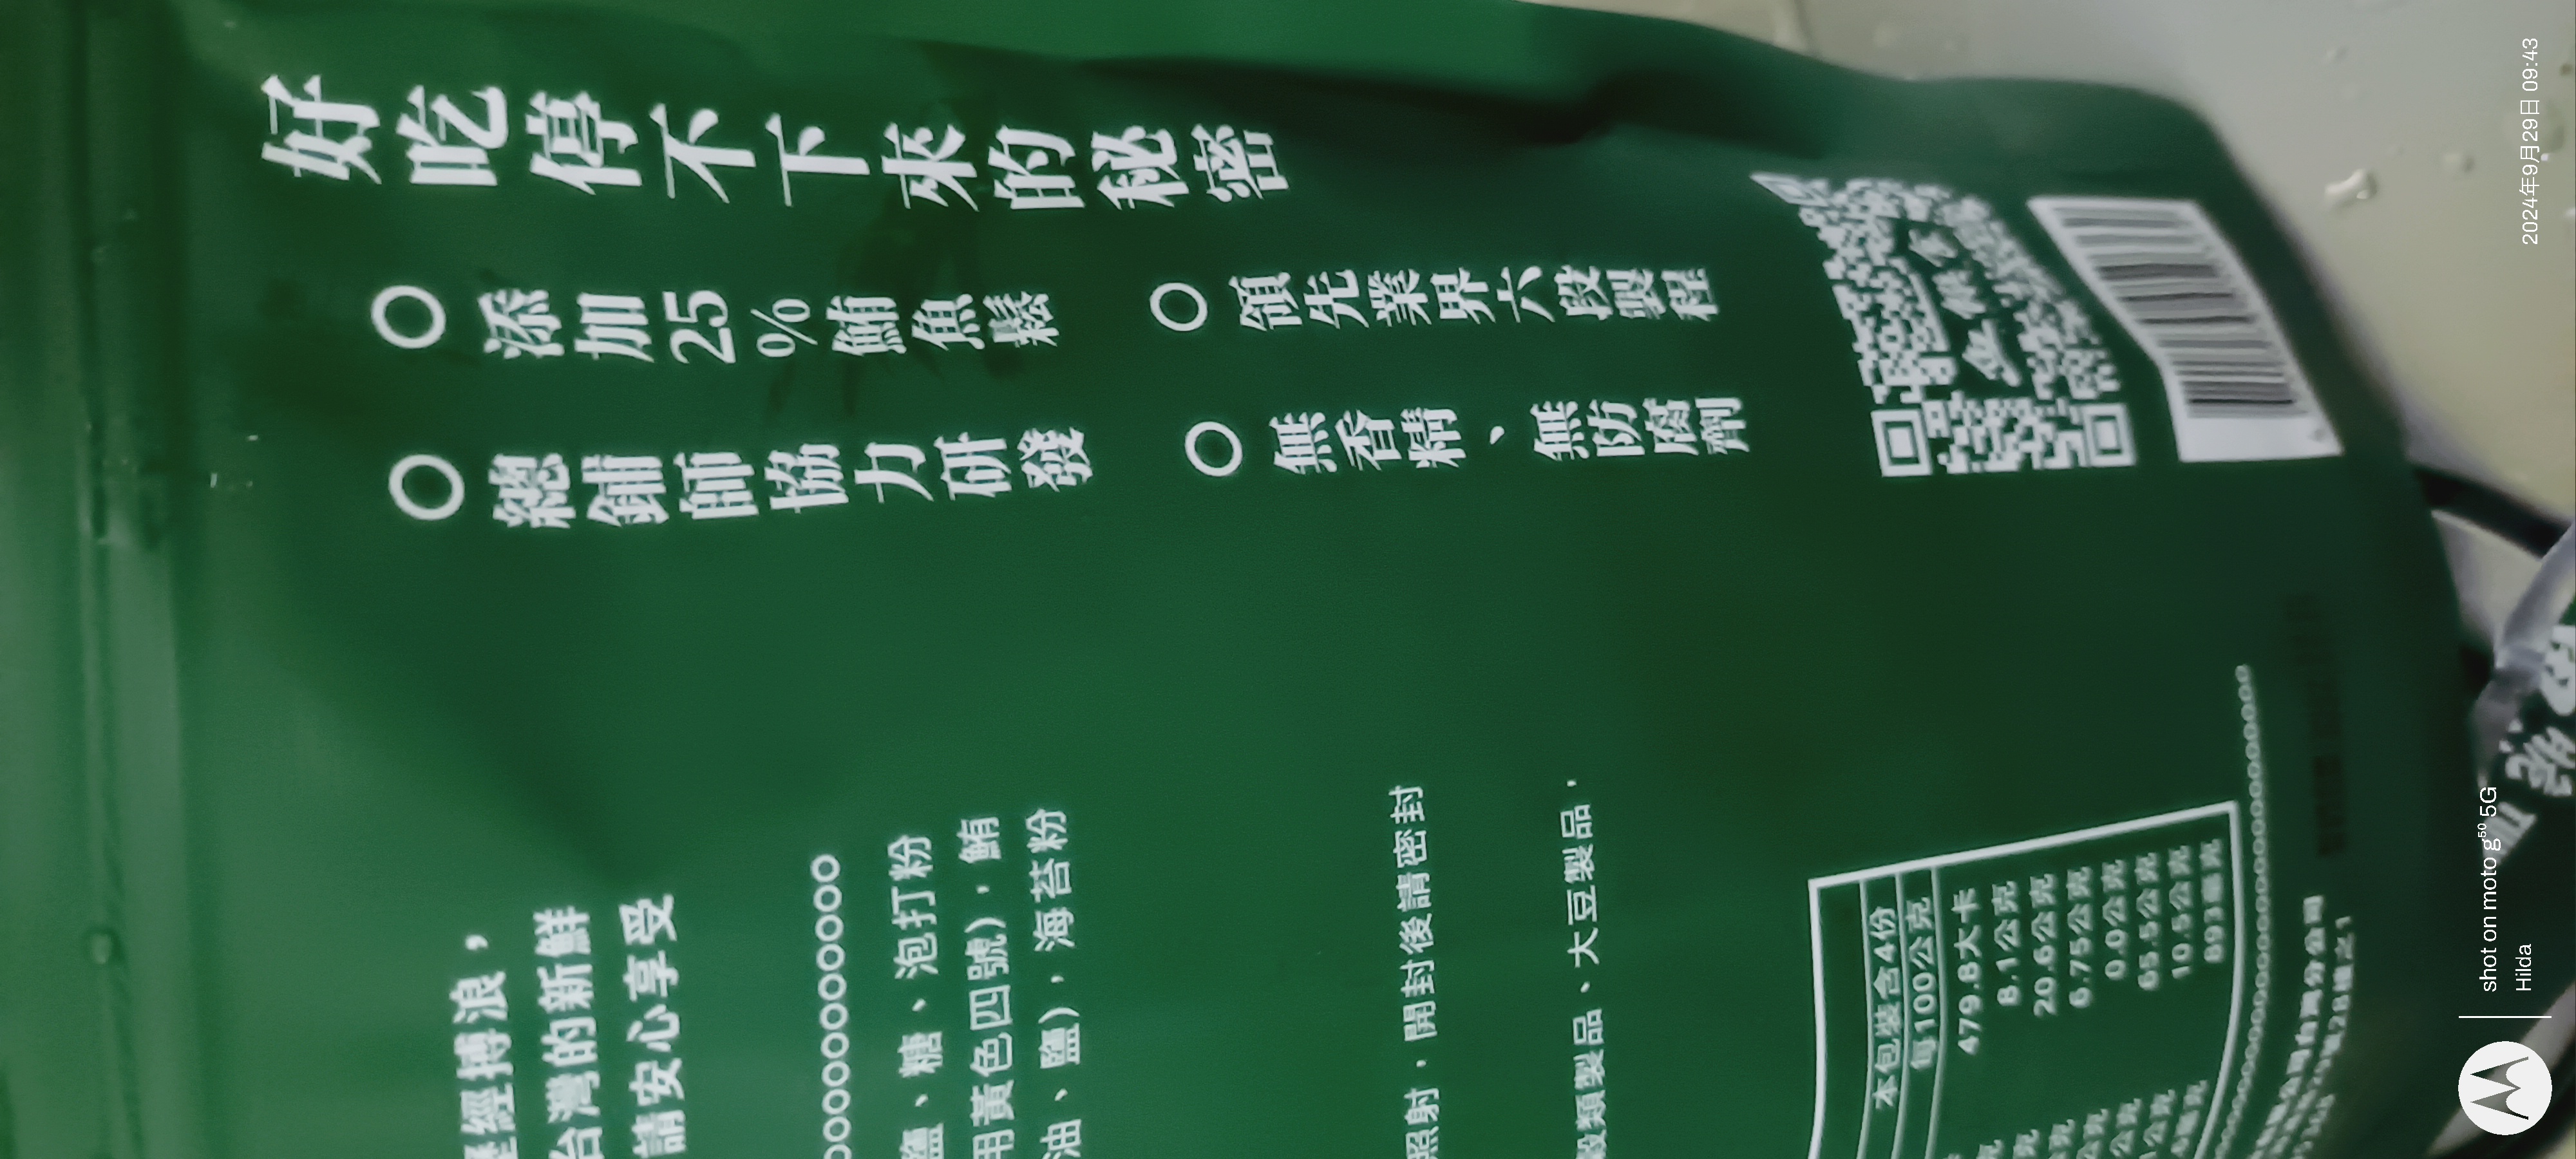 好吃停不下來的秘密
添加25%鮪魚鬆
總鋪師協力研發
領先業界六段製程
無香精、無防腐劑
經搏浪，
台灣的新鮮
請安心享受
鹽、糖、泡打粉
用黃色四號)，鮪
油、鹽)，海苔粉
照射，開封後請密封
穀類製品、大豆製品，
本包裝含4份
每100公克
479.8大卡
8.1公克
20.6公克
6.75公克
0.0公克
65.5公克
10.5公克
893毫克
shot on moto g50 5G
Hilda
2024年9月29日 09:43